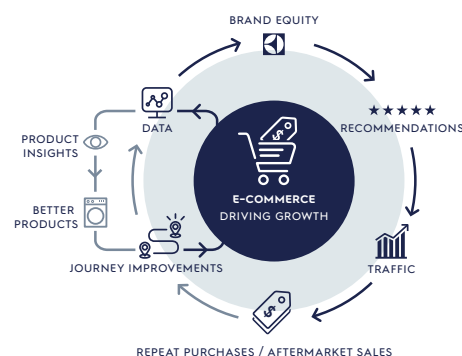 BRAND EQUITY
RECOMMENDATIONS
DATA
PRODUCT
INSIGHTS
E-COMMERCE
DRIVING GROWTH
BETTER
PRODUCTS
JOURNEY IMPROVEMENTS
TRAFFIC
REPEAT PURCHASES / AFTERMARKET SALES